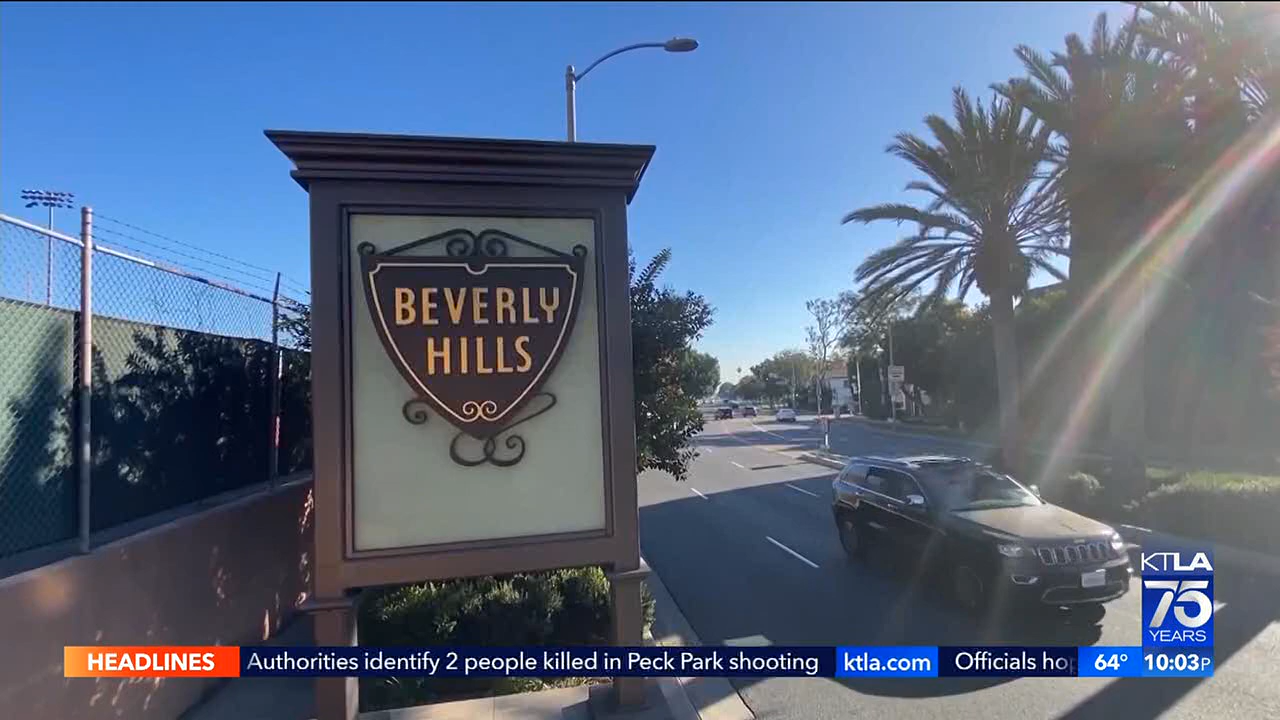 BEVERLY
HILLS
KTLA
75
YEARS
HEADLINES Authorities identify 2 people killed in Peck Park shooting ktla.com Officials ho 64° 10:03P